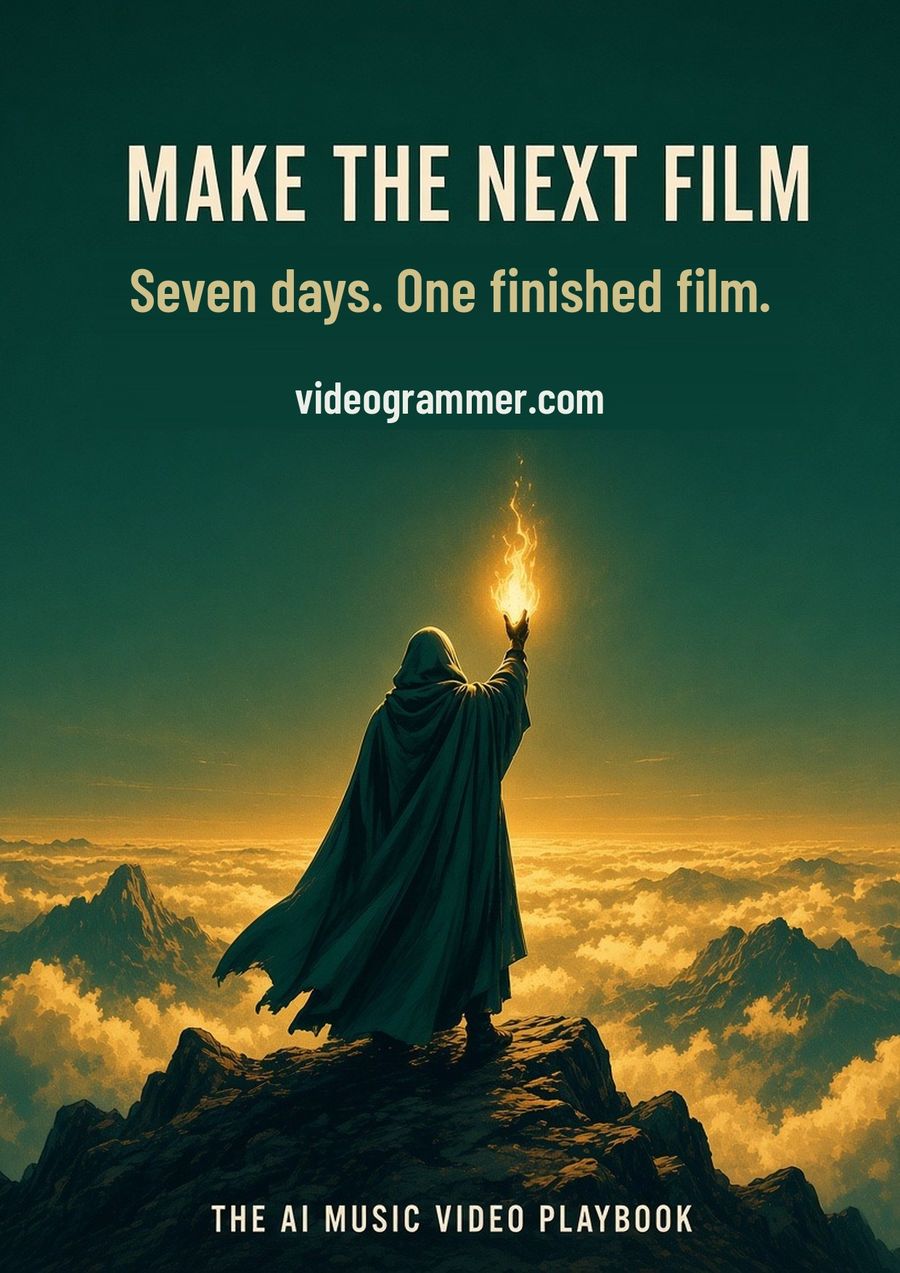 MAKE THE NEXT FILM
Seven days. One finished film.
videogrammer.com
THE AI MUSIC VIDEO PLAYBOOK